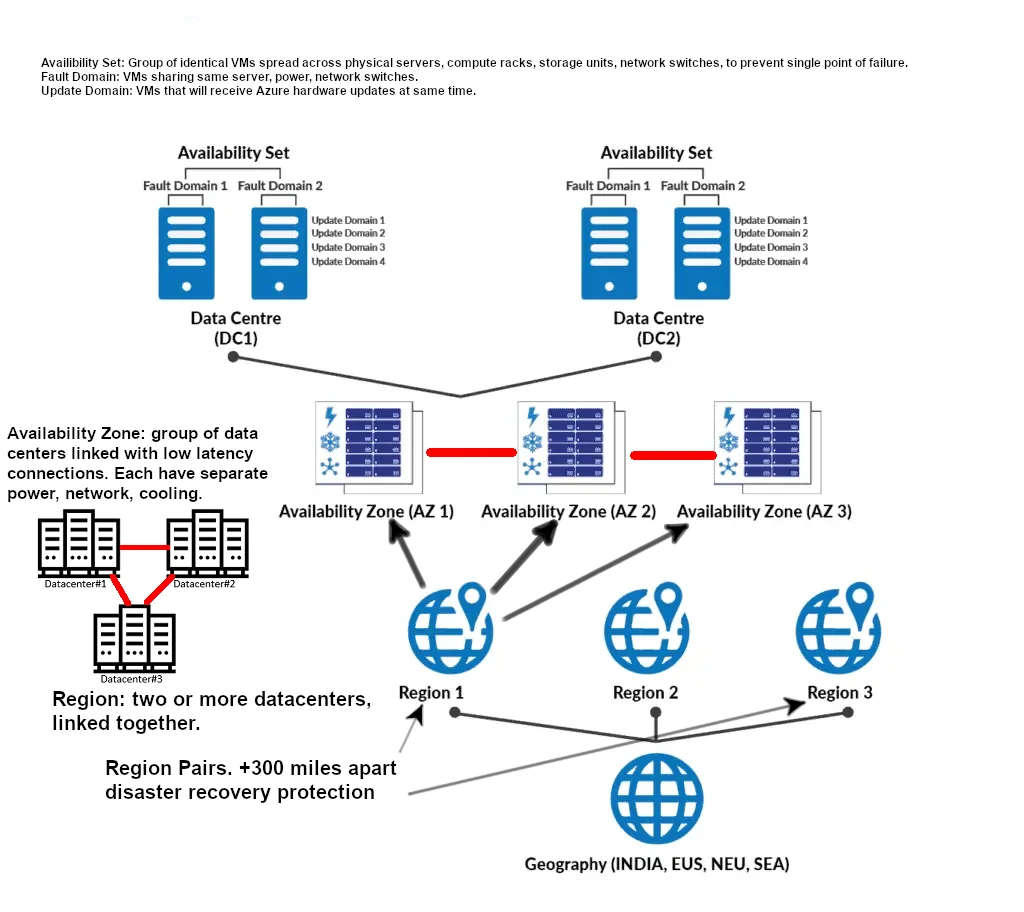 Availibility Set: Group of identical VMs spread across physical servers, compute racks, storage units, network switches, to prevent single point of failure.
Fault Domain: VMs sharing same server, power, network switches.
Update Domain: VMs that will receive Azure hardware updates at same time.
Availability Set
Fault Domain 1 Fault Domain 2
Update Domain 1
Update Domain 2
Update Domain 3
Update Domain 4
Data Centre
(DC1)
Availability Set
Fault Domain 1 Fault Domain 2
Update Domain 1
Update Domain 2
Update Domain 3
Update Domain 4
Data Centre
(DC2)
Availability Zone: group of data
centers linked with low latency
connections. Each have separate
power, network, cooling.
Datacenter#1
Datacenter#2
Datacenter#3
Availability Zone (AZ 1)
Availability Zone (AZ 2)
Availability Zone (AZ 3)
Region: two or more datacenters,
linked together.
Region 1
Region 2
Region 3
Region Pairs. +300 miles apart
disaster recovery protection
Geography (INDIA, EUS, NEU, SEA)